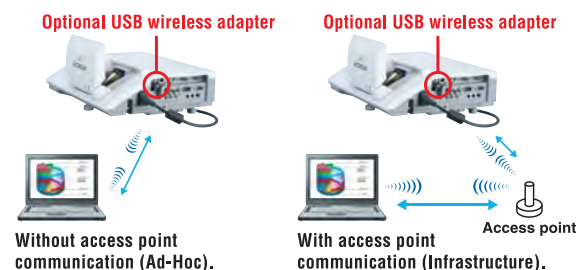 Optional USB wireless adapter
Optional USB wireless adapter
Access point
Without access point
communication (Ad-Hoc).
With access point
communication (Infrastructure).